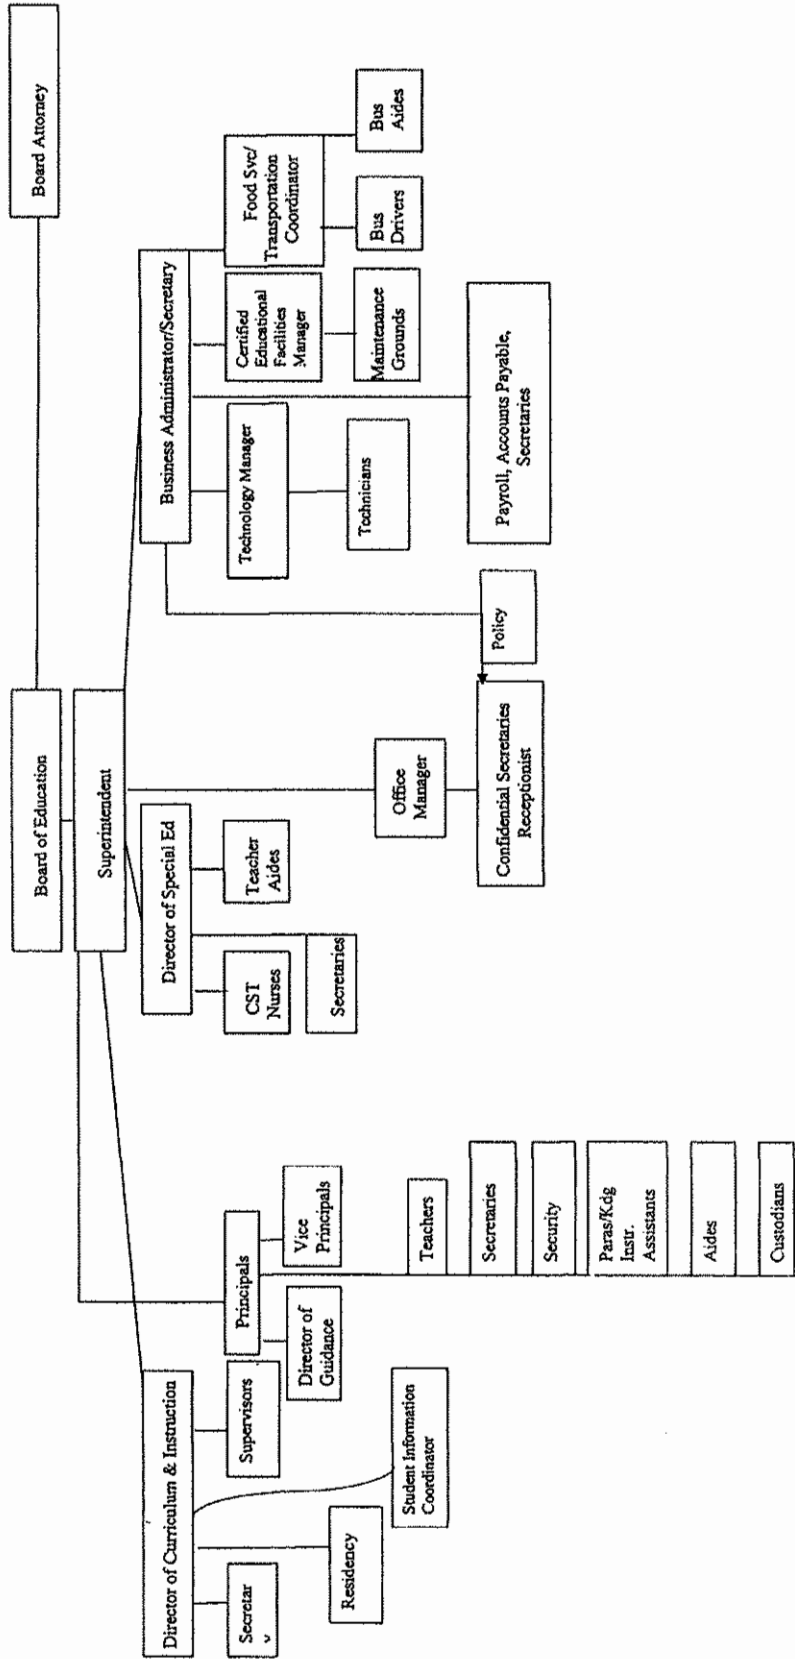 Board Attorney
Board of Education
Superintendent
Director of Curriculum & Instruction
Director of Special Ed
Business Administrator/Secretary
Secretar
y
Supervisors
Residency
Student Information
Coordinator
Principals
Director of
Guidance
Vice
Principals
Teachers
Secretaries
Security
Paras/Kdg
Instr.
Assistants
Aides
Custodians
CST
Nurses
Teacher
Aides
Secretaries
Office
Manager
Confidential Secretaries
Receptionist
Policy
Technology Manager
Technicians
Certified
Educational
Facilities
Manager
Maintenance
Grounds
Food Svc/
Transportation
Coordinator
Bus
Drivers
Bus
Aides
Payroll, Accounts Payable,
Secretaries